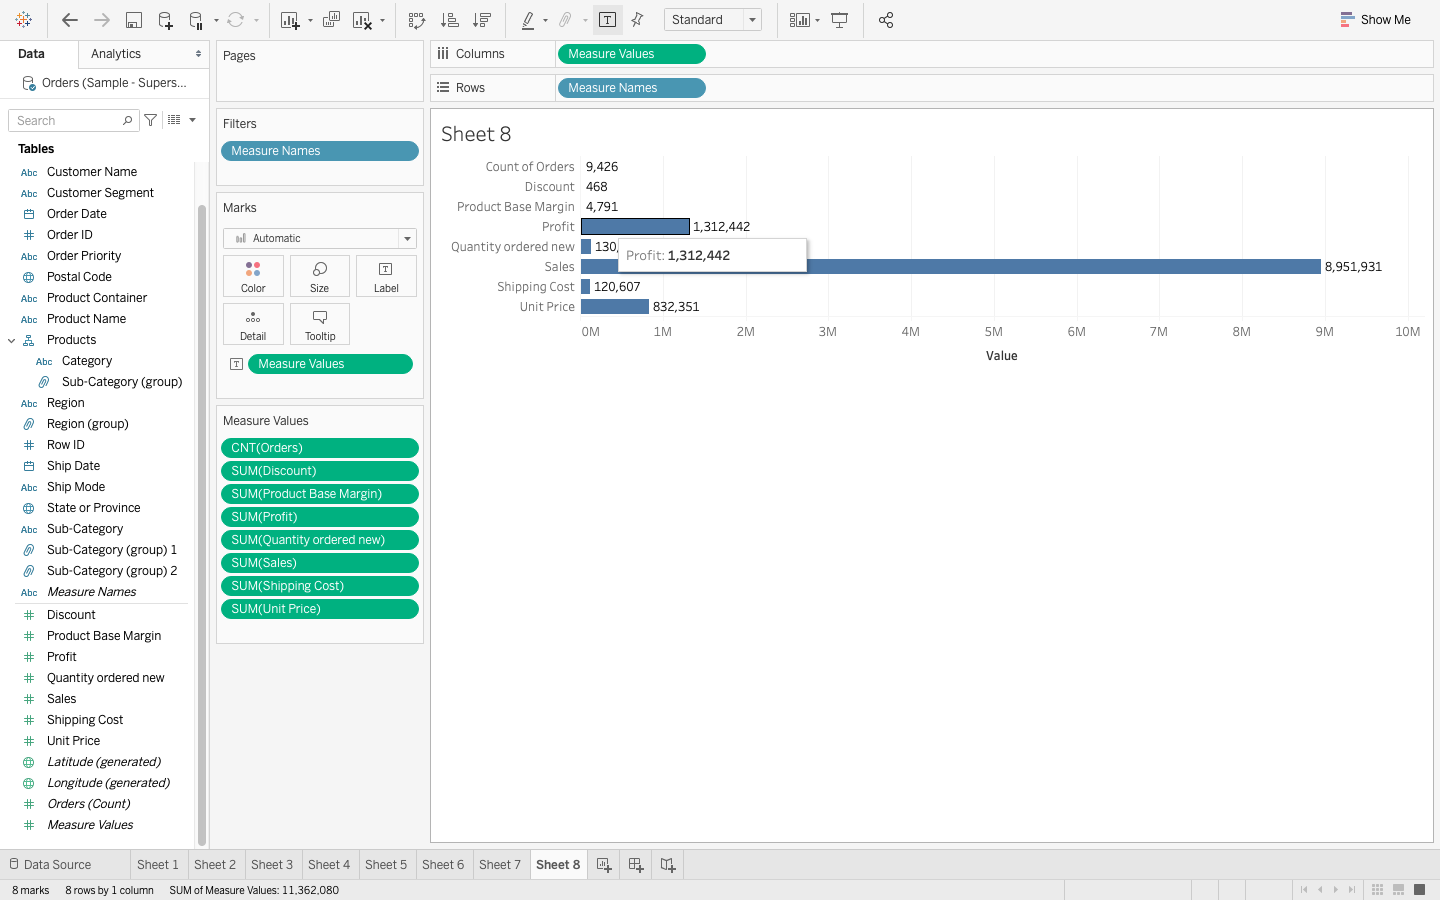 Standard
Show Me
Data
Analytics
Orders (Sample - Supers...
Search
Tables
Abc Customer Name
Abc Customer Segment
Order Date
Order ID
Abc Order Priority
Postal Code
Abc Product Container
Abc Product Name
Products
Abc Category
Sub-Category (group)
Abc Region
Region (group)
Row ID
Ship Date
Abc Ship Mode
State or Province
Abc Sub-Category
Sub-Category (group) 1
Sub-Category (group) 2
Abc Measure Names
Discount
Product Base Margin
Profit
Quantity ordered new
Sales
Shipping Cost
Unit Price
Latitude (generated)
Longitude (generated)
Orders (Count)
Measure Values
Pages
Filters
Measure Names
Marks
Automatic
Color
Size
T
Label
Detail
Tooltip
T Measure Values
Measure Values
CNT(Orders)
SUM(Discount)
SUM(Product Base Margin)
SUM(Profit)
SUM(Quantity ordered new)
SUM(Sales)
SUM(Shipping Cost)
SUM(Unit Price)
Columns Measure Values
Rows Measure Names
Sheet 8
Count of Orders 9,426
Discount 468
Product Base Margin 4,791
Profit 1,312,442
Quantity ordered new 130,
Profit: 1,312,442
Sales 8,951,931
Shipping Cost 120,607
Unit Price 832,351
0M 1M 2M 3M 4M 5M 6M 7M 8M 9M 10M
Value
Data Source Sheet 1 Sheet 2 Sheet 3 Sheet 4 Sheet 5 Sheet 6 Sheet 7 Sheet 8
8 marks 8 rows by 1 column SUM of Measure Values: 11,362,080